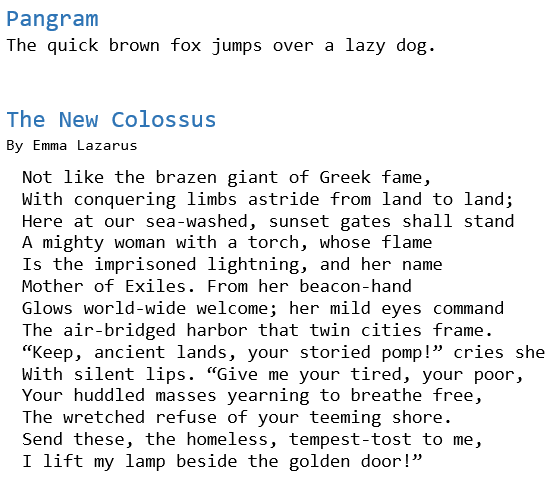 Pangram
The quick brown fox jumps over a lazy dog.
The New Colossus
By Emma Lazarus
Not like the brazen giant of Greek fame,
With conquering limbs astride from land to land;
Here at our sea-washed, sunset gates shall stand
A mighty woman with a torch, whose flame
Is the imprisoned lightning, and her name
Mother of Exiles. From her beacon-hand
Glows world-wide welcome; her mild eyes command
The air-bridged harbor that twin cities frame.
“Keep, ancient lands, your storied pomp!” cries she
With silent lips. “Give me your tired, your poor,
Your huddled masses yearning to breathe free,
The wretched refuse of your teeming shore.
Send these, the homeless, tempest-tost to me,
I lift my lamp beside the golden door!”